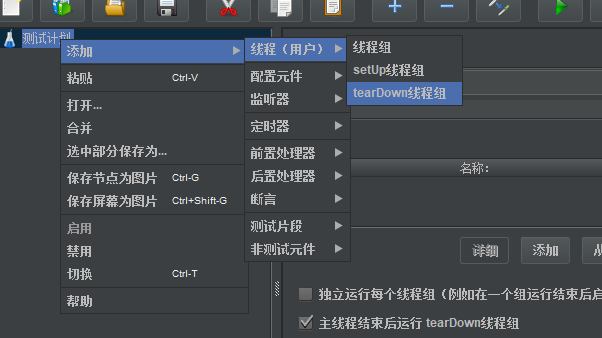 测试计划
添加
粘贴 Ctrl-V
打开...
合并
选中部分保存为...
保存节点为图片 Ctrl-G
保存屏幕为图片 Ctrl+Shift-G
启用
禁用
切换 Ctrl-T
帮助
线程（用户）
配置元件
监听器
定时器
前置处理器
后置处理器
断言
测试片段
非测试元件
线程组
setUp线程组
tearDown线程组
名称:
详细
添加
独立运行每个线程组（例如在一个组运行结束后启
主线程结束后运行 tearDown线程组